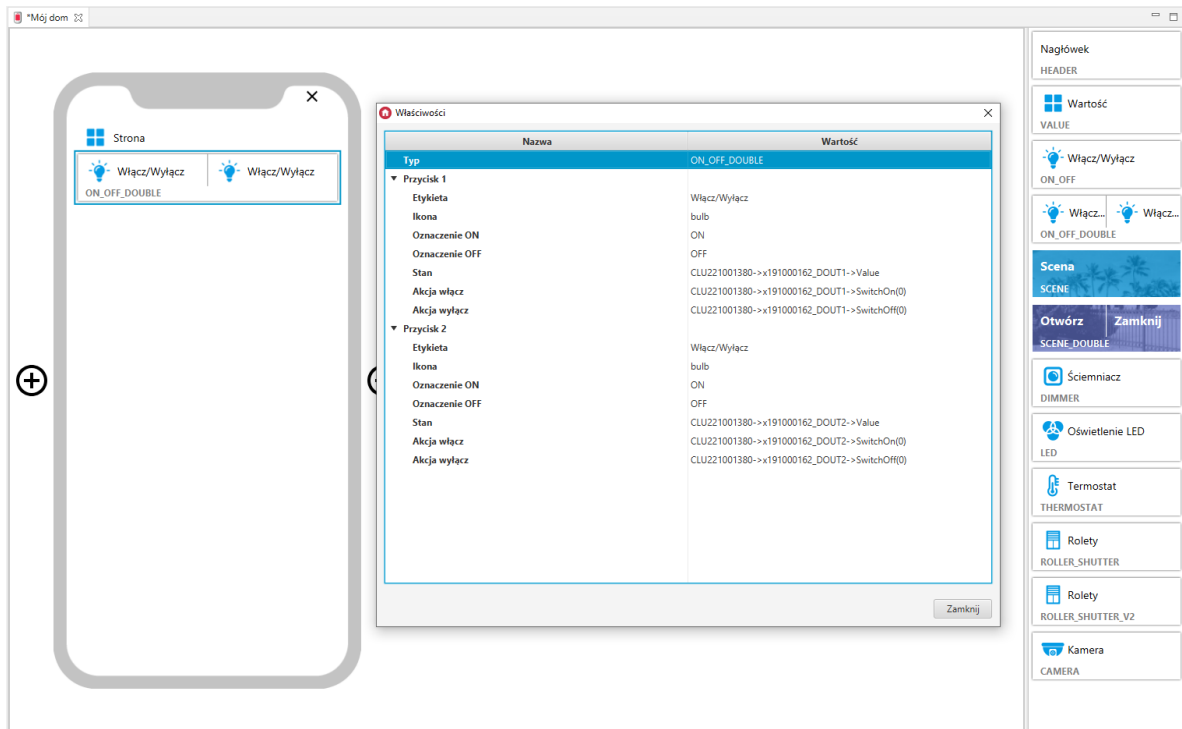 *Mój dom
Strona
Włącz/Wyłącz Włącz/Wyłącz
ON_OFF_DOUBLE
Właściwości
Nazwa Wartość
Typ ON_OFF_DOUBLE
Przycisk 1
Etykieta Włącz/Wyłącz
Ikona bulb
Oznaczenie ON ON
Oznaczenie OFF OFF
Stan CLU221001380->x191000162_DOUT1->Value
Akcja włącz CLU221001380->x191000162_DOUT1->SwitchOn(0)
Akcja wyłącz CLU221001380->x191000162_DOUT1->SwitchOff(0)
Przycisk 2
Etykieta Włącz/Wyłącz
Ikona bulb
Oznaczenie ON ON
Oznaczenie OFF OFF
Stan CLU221001380->x191000162_DOUT2->Value
Akcja włącz CLU221001380->x191000162_DOUT2->SwitchOn(0)
Akcja wyłącz CLU221001380->x191000162_DOUT2->SwitchOff(0)
Zamknij
Nagłówek
HEADER
Wartość
VALUE
Włącz/Wyłącz
ON_OFF
Włącz... Włącz...
ON_OFF_DOUBLE
Scena
SCENE
Otwórz Zamknij
SCENE_DOUBLE
Ściemniacz
DIMMER
Oświetlenie LED
LED
Termostat
THERMOSTAT
Rolety
ROLLER_SHUTTER
Rolety
ROLLER_SHUTTER_V2
Kamera
CAMERA